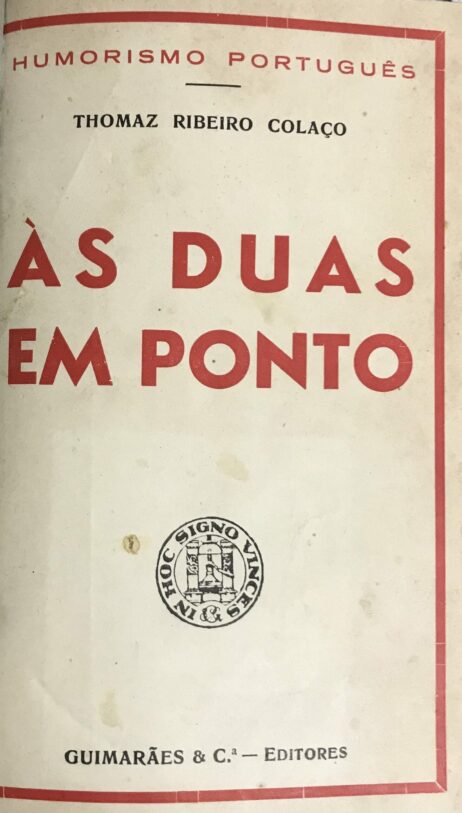 HUMORISMO PORTUGUÊS
THOMAZ RIBEIRO COLAÇO
ÀS DUAS
EM PONTO
IN HOC SIGNO VINCES
&
GUIMARÃES & C.ª — EDITORES